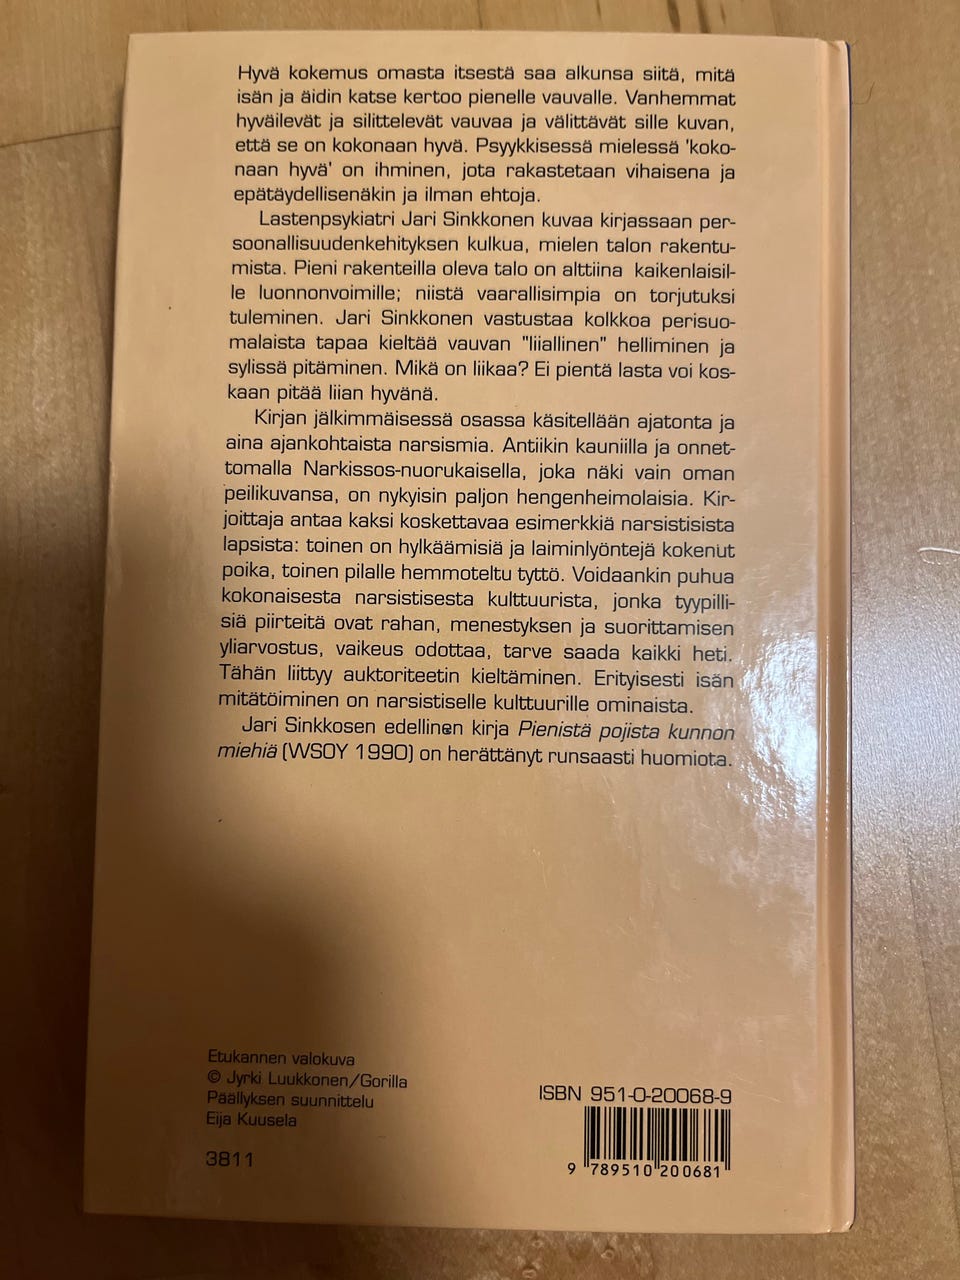 Hyvä kokemus omasta itsestä saa alkunsa siitä, mitä
isän ja äidin katse kertoo pienelle vauvalle. Vanhemmat
hyväilevät ja silittelevät vauvaa ja välittävät sille kuvan,
että se on kokonaan hyvä. Psyykkisessä mielessä 'koko-
naan hyvä' on ihminen, jota rakastetaan vihaisena ja
epätäydellisenäkin ja ilman ehtoja.
Lastenpsykiatri Jari Sinkkonen kuvaa kirjassaan per-
soonallisuudenkehityksen kulkua, mielen talon rakentu-
mista. Pieni rakenteilla oleva talo on alttiina kaikenlaisil-
le luonnonvoimille; niistä vaarallisimpia on torjutuksi
tuleminen. Jari Sinkkonen vastustaa kolkkoa perisuo-
malaista tapaa kieltää vauvan "liiallinen" helliminen ja
sylissä pitäminen. Mikä on liikaa? Ei pientä lasta voi kos-
kaan pitää liian hyvänä.
Kirjan jälkimmäisessä osassa käsitellään ajatonta ja
aina ajankohtaista narsismia. Antiikin kauniilla ja onnet-
tomalla Narkissos-nuorukaisella, joka näki vain oman
peilikuvansa, on nykyisin paljon hengenheimolaisia. Kir-
joittaja antaa kaksi koskettavaa esimerkkiä narsistisista
lapsista: toinen on hylkäämisiä ja laiminlyöntejä kokenut
poika, toinen pilalle hemmoteltu tyttö. Voidaankin puhua
kokonaisesta narsistisesta kulttuurista, jonka tyypilli-
siä piirteitä ovat rahan, menestyksen ja suorittamisen
yliarvostus, vaikeus odottaa, tarve saada kaikki heti.
Tähän liittyy auktoriteetin kieltäminen. Erityisesti isän
mitätöiminen on narsistiselle kulttuurille ominaista.
Jari Sinkkosen edellinen kirja Pienistä pojista kunnon
miehiä (WSOY 1990) on herättänyt runsaasti huomiota.
Etukannen valokuva
© Jyrki Luukkonen/Gorilla
Päällyksen suunnittelu
Eija Kuusela
3811
ISBN 951-0-20068-9
9 789510 200681